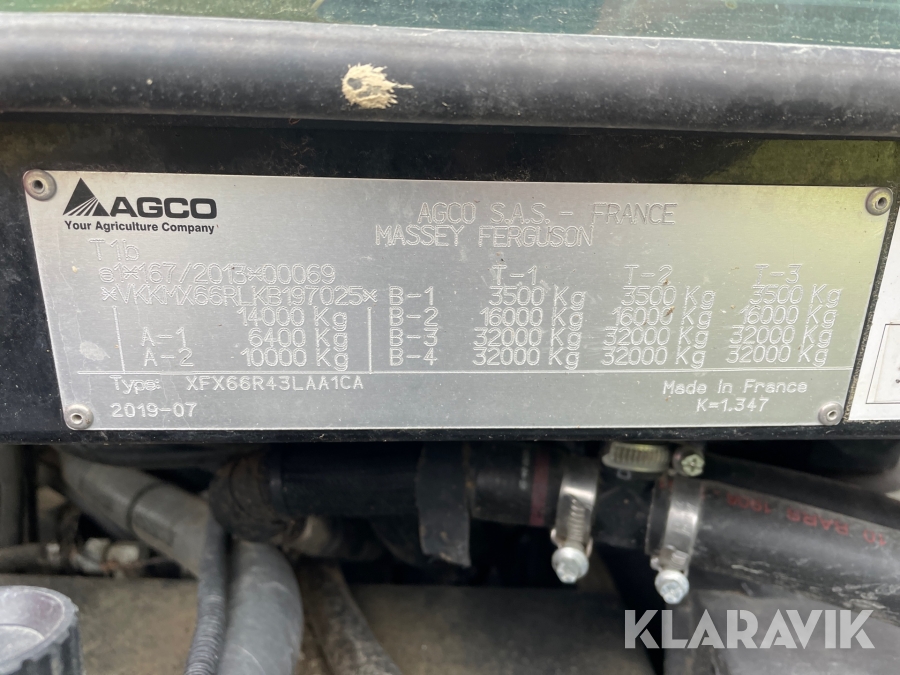 AGCO
Your Agriculture Company
AGCO S.A.S. - FRANCE
MASSEY FERGUSON
T1b
e1*167/2013*00069
*VKKMX66RLKB197025*
14000 Kg
A-1 6400 Kg
A-2 10000 Kg
T-1 T-2 T-3
B-1 3500 Kg 3500 Kg 3500 Kg
B-2 16000 Kg 16000 Kg 16000 Kg
B-3 32000 Kg 32000 Kg 32000 Kg
B-4 32000 Kg 32000 Kg 32000 Kg
Type: XFX66R43LAA1CA
Made in France
2019-07
K=1.347
KLARAVIK